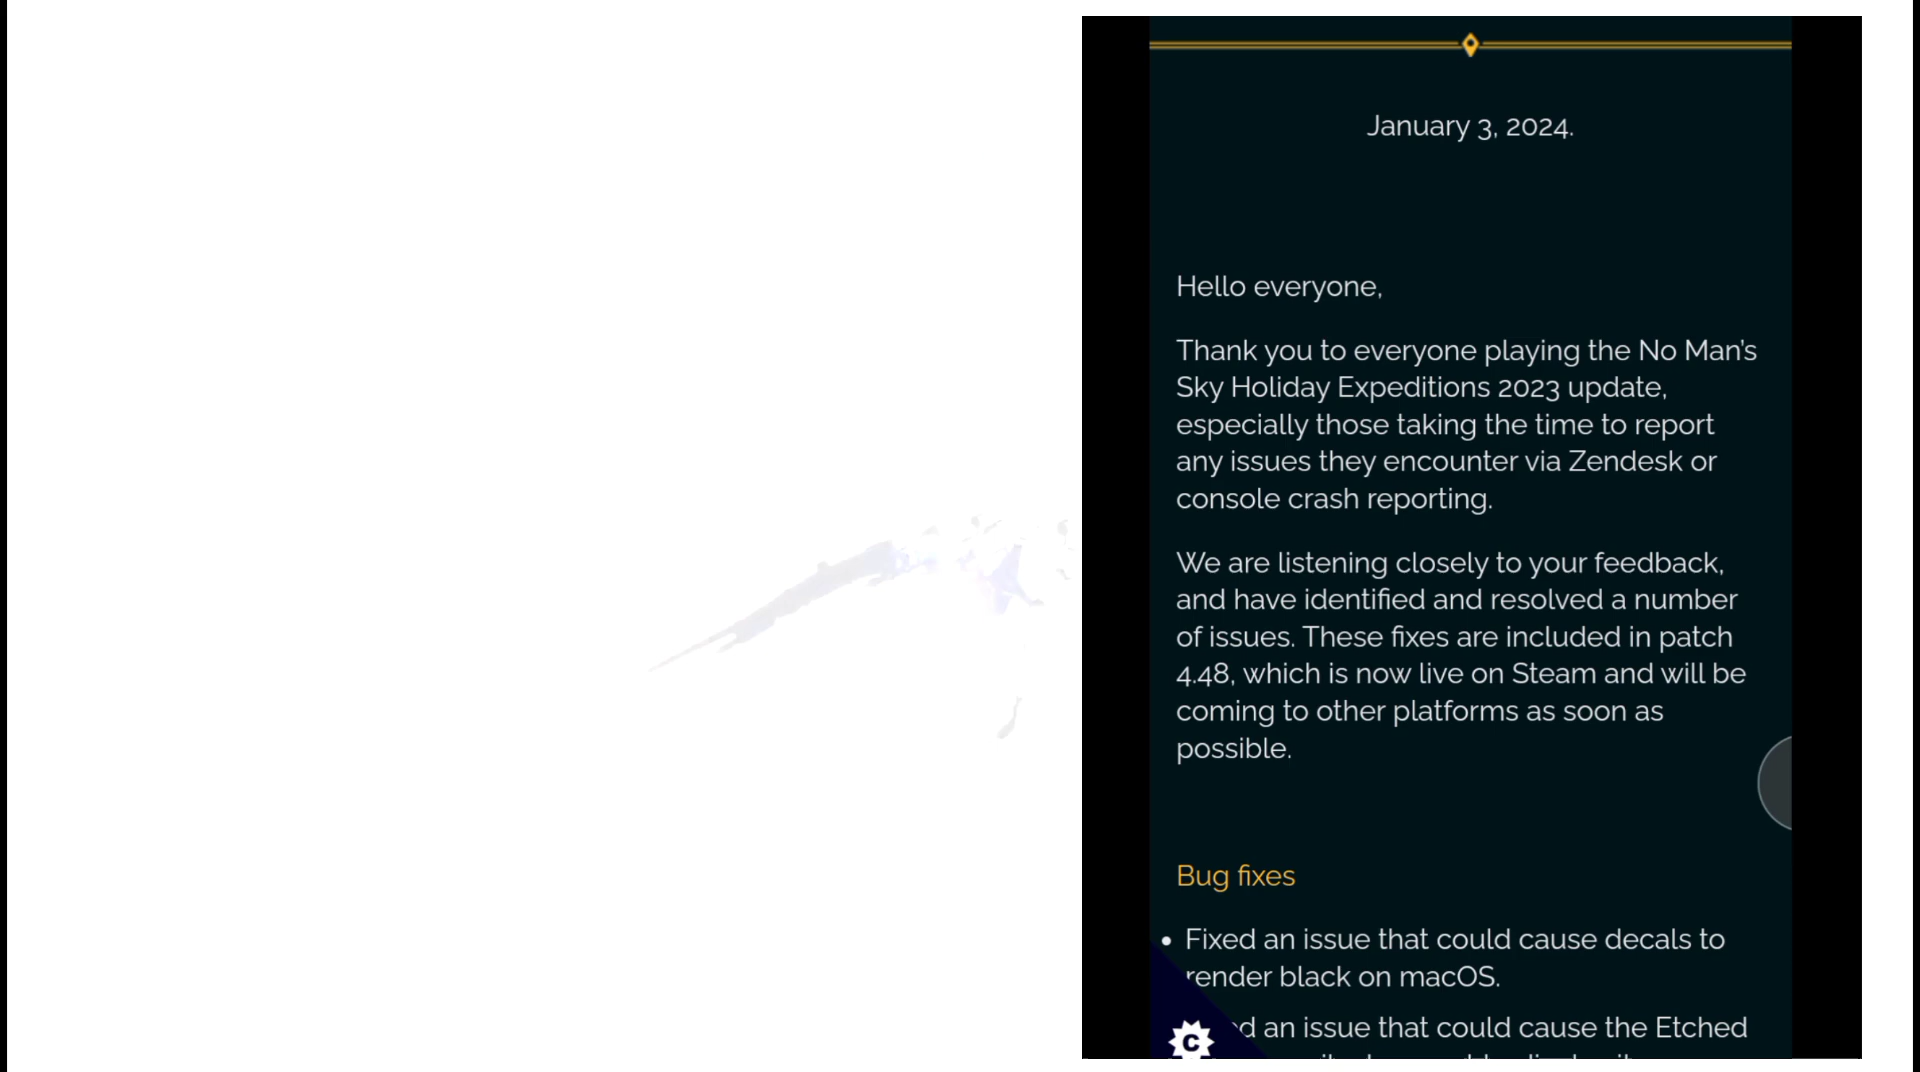 January 3, 2024.
Hello everyone,
Thank you to everyone playing the No Man's
Sky Holiday Expeditions 2023 update,
especially those taking the time to report
any issues they encounter via Zendesk or
console crash reporting.
We are listening closely to your feedback,
and have identified and resolved a number
of issues. These fixes are included in patch
4.48, which is now live on Steam and will be
coming to other platforms as soon as
possible.
Bug fixes
• Fixed an issue that could cause decals to
render black on macOS.
an issue that could cause the Etched
C